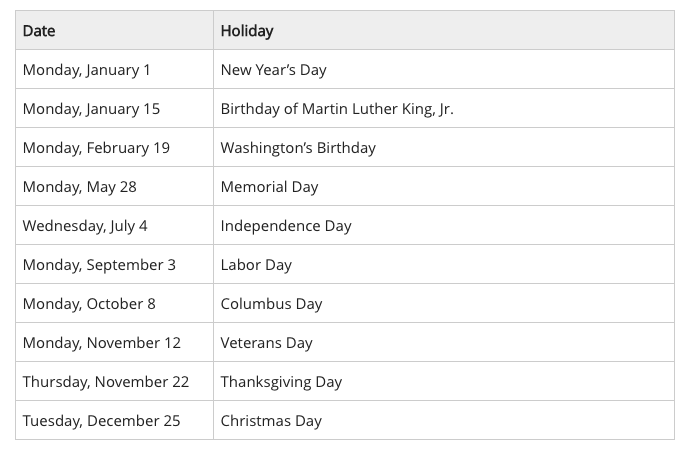 Date Holiday
Monday, January 1 New Year’s Day
Monday, January 15 Birthday of Martin Luther King, Jr.
Monday, February 19 Washington’s Birthday
Monday, May 28 Memorial Day
Wednesday, July 4 Independence Day
Monday, September 3 Labor Day
Monday, October 8 Columbus Day
Monday, November 12 Veterans Day
Thursday, November 22 Thanksgiving Day
Tuesday, December 25 Christmas Day